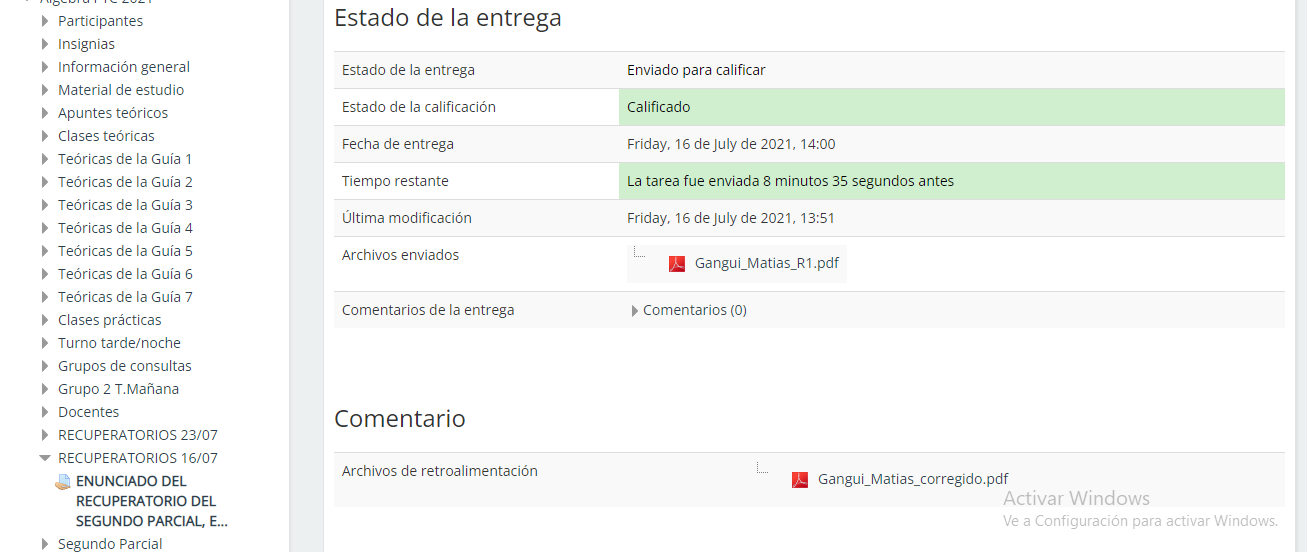 Participantes
Insignias
Información general
Material de estudio
Apuntes teóricos
Clases teóricas
Teóricas de la Guía 1
Teóricas de la Guía 2
Teóricas de la Guía 3
Teóricas de la Guía 4
Teóricas de la Guía 5
Teóricas de la Guía 6
Teóricas de la Guía 7
Clases prácticas
Turno tarde/noche
Grupos de consultas
Grupo 2 T.Mañana
Docentes
RECUPERATORIOS 23/07
RECUPERATORIOS 16/07
ENUNCIADO DEL
RECUPERATORIO DEL
SEGUNDO PARCIAL, E...
Segundo Parcial
Estado de la entrega
Estado de la entrega Enviado para calificar
Estado de la calificación Calificado
Fecha de entrega Friday, 16 de July de 2021, 14:00
Tiempo restante La tarea fue enviada 8 minutos 35 segundos antes
Última modificación Friday, 16 de July de 2021, 13:51
Archivos enviados Gangui_Matias_R1.pdf
Comentarios de la entrega Comentarios (0)
Comentario
Archivos de retroalimentación Gangui_Matias_corregido.pdf
Activar Windows
Ve a Configuración para activar Windows.